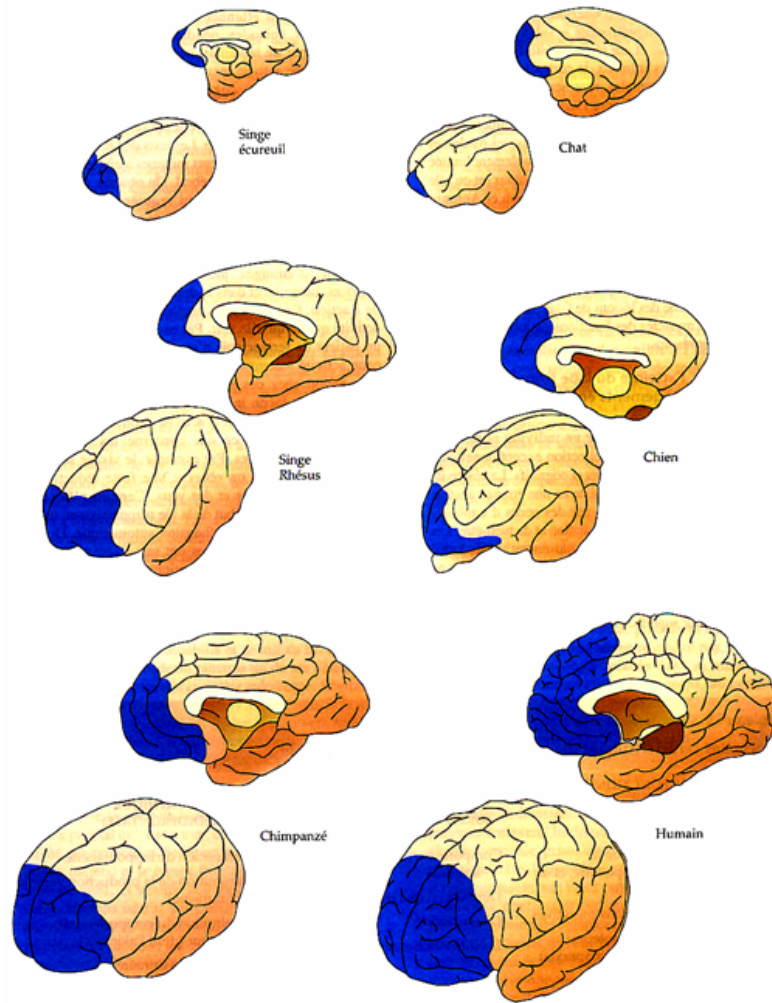 Singe
écureuil
Chat
Singe
Rhésus
Chien
Chimpanzé
Humain